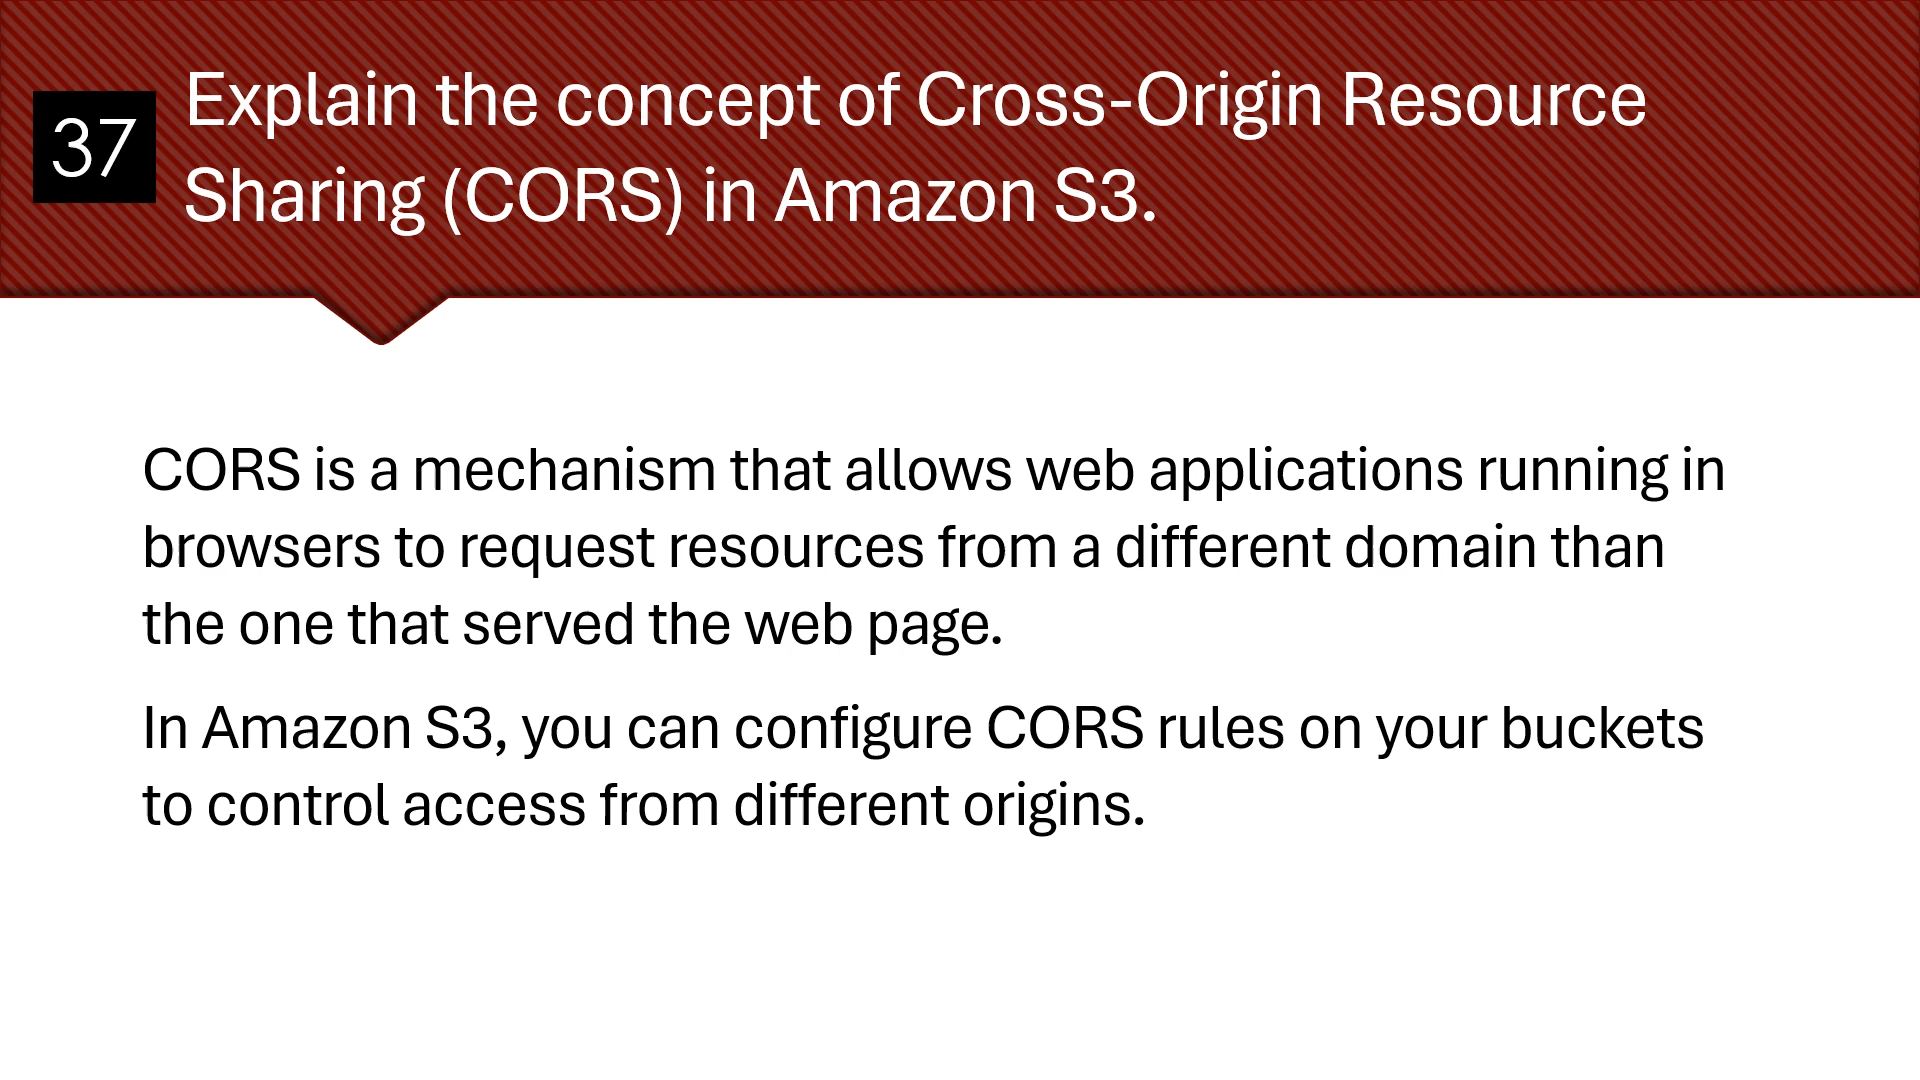 37
Explain the concept of Cross-Origin Resource
Sharing (CORS) in Amazon S3.
CORS is a mechanism that allows web applications running in
browsers to request resources from a different domain than
the one that served the web page.
In Amazon S3, you can configure CORS rules on your buckets
to control access from different origins.